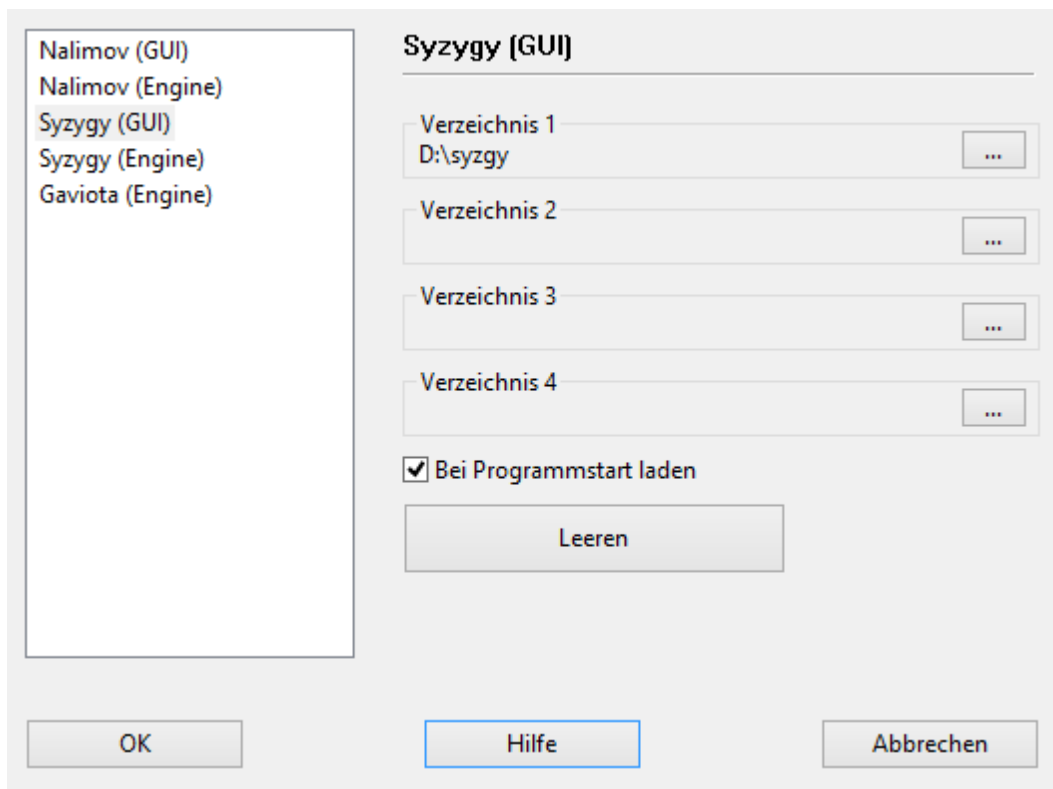 Nalimov (GUI)
Nalimov (Engine)
Syzygy (GUI)
Syzygy (Engine)
Gaviota (Engine)
Syzygy (GUI)
Verzeichnis 1
D:\syzgy
...
Verzeichnis 2
...
Verzeichnis 3
...
Verzeichnis 4
...
Bei Programmstart laden
Leeren
OK
Hilfe
Abbrechen